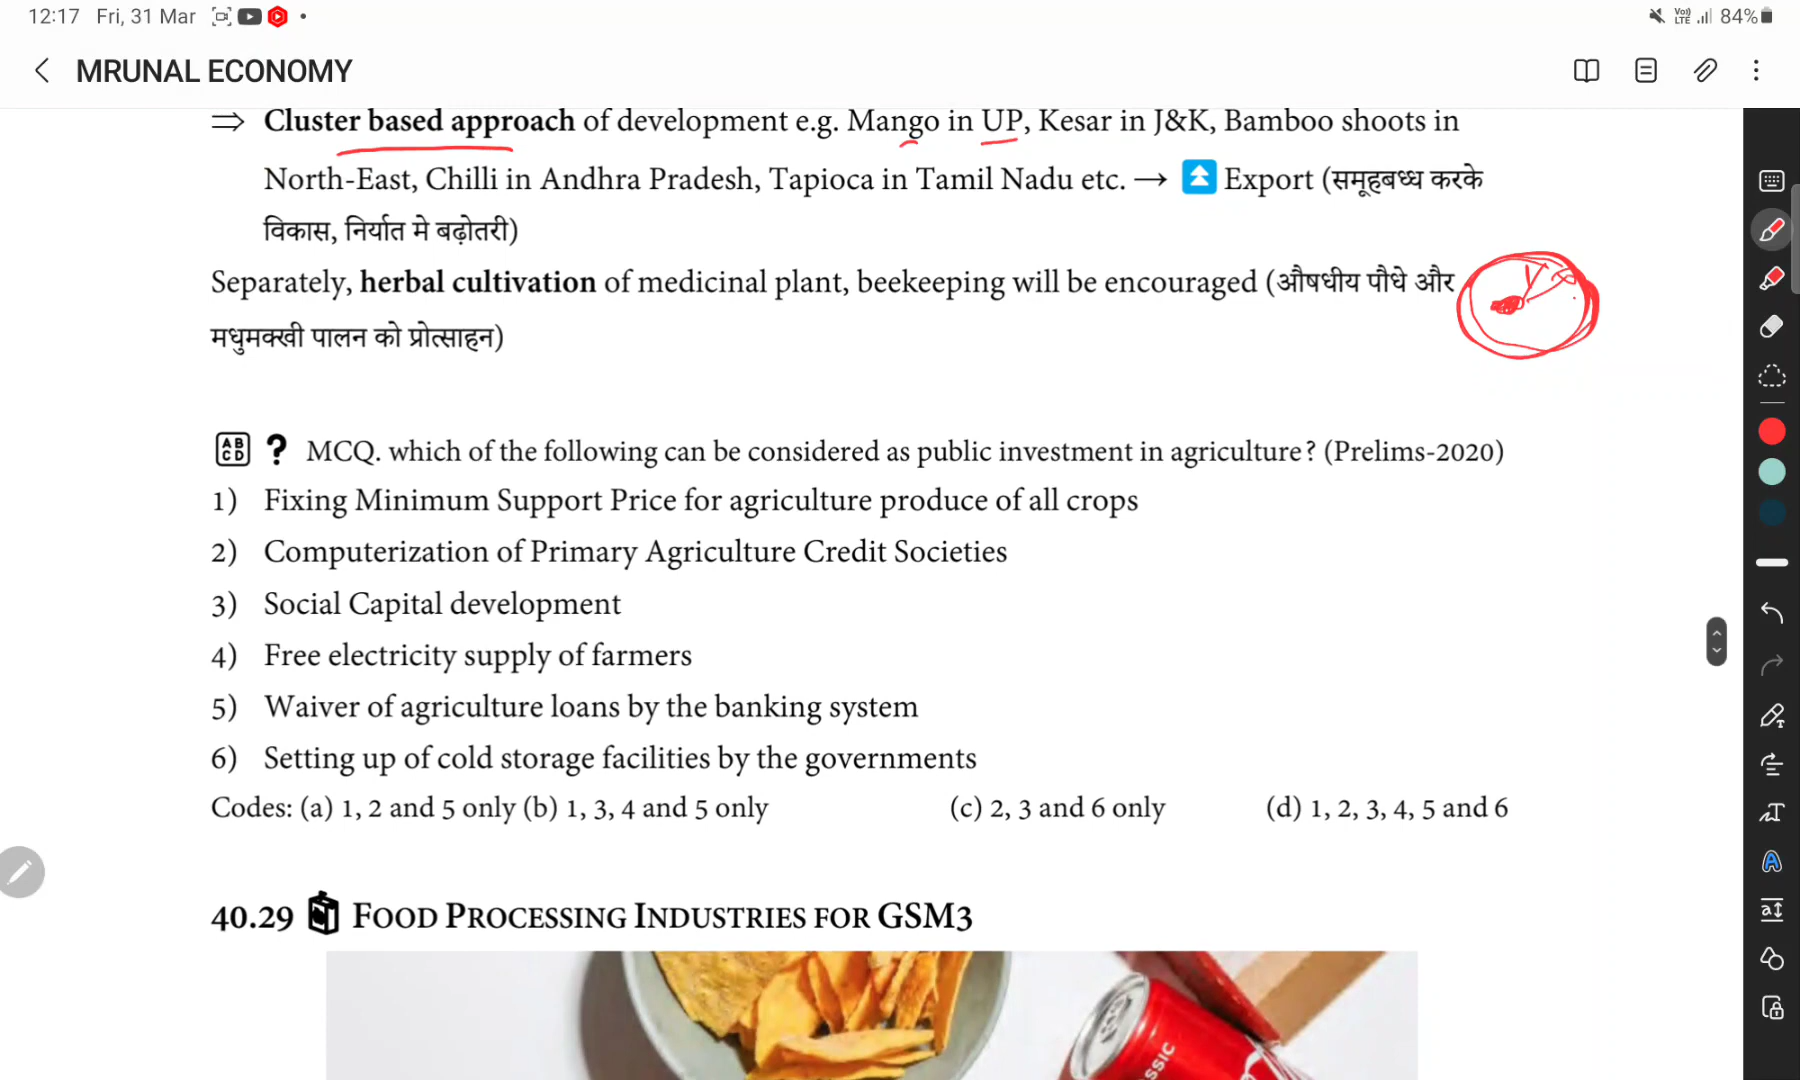 12:17 Fri, 31 Mar 84%
MRUNAL ECONOMY
⇒ Cluster based approach of development e.g. Mango in UP, Kesar in J&K, Bamboo shoots in
North-East, Chilli in Andhra Pradesh, Tapioca in Tamil Nadu etc. → Export (समूहबध्ध करके
विकास, निर्यात मे बढ़ोतरी)
Separately, herbal cultivation of medicinal plant, beekeeping will be encouraged (औषधीय पौधे और
मधुमक्खी पालन को प्रोत्साहन)
AB CD ? MCQ. which of the following can be considered as public investment in agriculture? (Prelims-2020)
1) Fixing Minimum Support Price for agriculture produce of all crops
2) Computerization of Primary Agriculture Credit Societies
3) Social Capital development
4) Free electricity supply of farmers
5) Waiver of agriculture loans by the banking system
6) Setting up of cold storage facilities by the governments
Codes: (a) 1, 2 and 5 only (b) 1, 3, 4 and 5 only (c) 2, 3 and 6 only (d) 1, 2, 3, 4, 5 and 6
40.29 FOOD PROCESSING INDUSTRIES FOR GSM3
SSIC